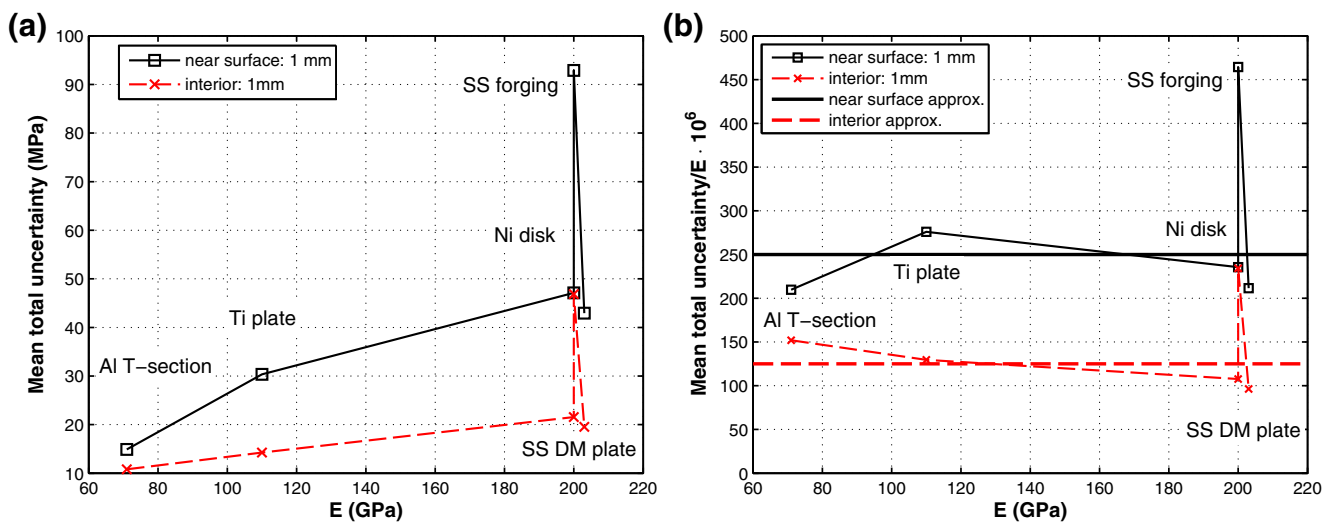 (a)
100
90
80
70
60
50
40
30
20
10
Mean total uncertainty (MPa)
near surface: 1 mm
interior: 1mm
SS forging
Ni disk
Ti plate
Al T−section
SS DM plate
60 80 100 120 140 160 180 200 220
E (GPa)
(b)
500
450
400
350
300
250
200
150
100
50
0
Mean total uncertainty/E · 10^6
near surface: 1 mm
interior: 1mm
near surface approx.
interior approx.
SS forging
Ni disk
Ti plate
Al T−section
SS DM plate
60 80 100 120 140 160 180 200 220
E (GPa)